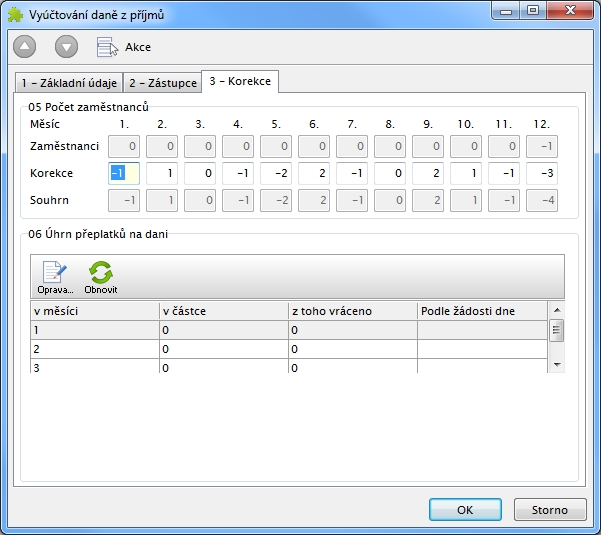 Vyúčtování daně z příjmů
Akce
1 – Základní údaje 2 – Zástupce 3 – Korekce
05 Počet zaměstnanců
Měsíc 1. 2. 3. 4. 5. 6. 7. 8. 9. 10. 11. 12.
Zaměstnanci 0 0 0 0 0 0 0 0 0 0 0 −1
Korekce −1 1 0 −1 −2 2 −1 0 2 1 −1 −3
Souhrn −1 1 0 −1 −2 2 −1 0 2 1 −1 −4
06 Úhrn přeplatků na dani
Oprava... Obnovit
v měsíci v částce z toho vráceno Podle žádosti dne
1 0 0
2 0 0
3 0 0
OK Storno